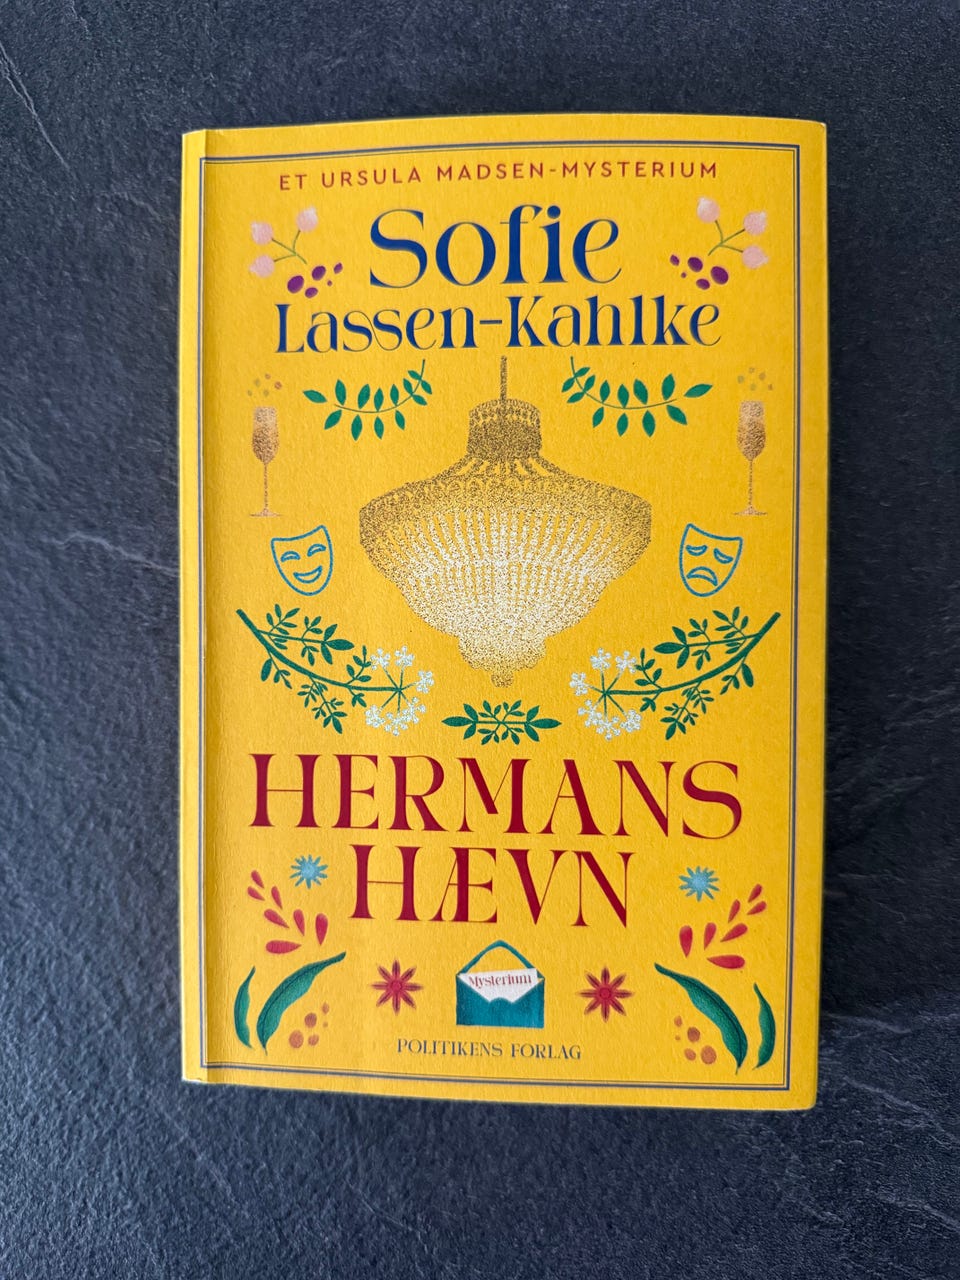 ET URSULA MADSEN-MYSTERIUM
Sofie
Lassen-Kahlke
HERMANS
HÆVN
Mysterium
POLITIKENS FORLAG